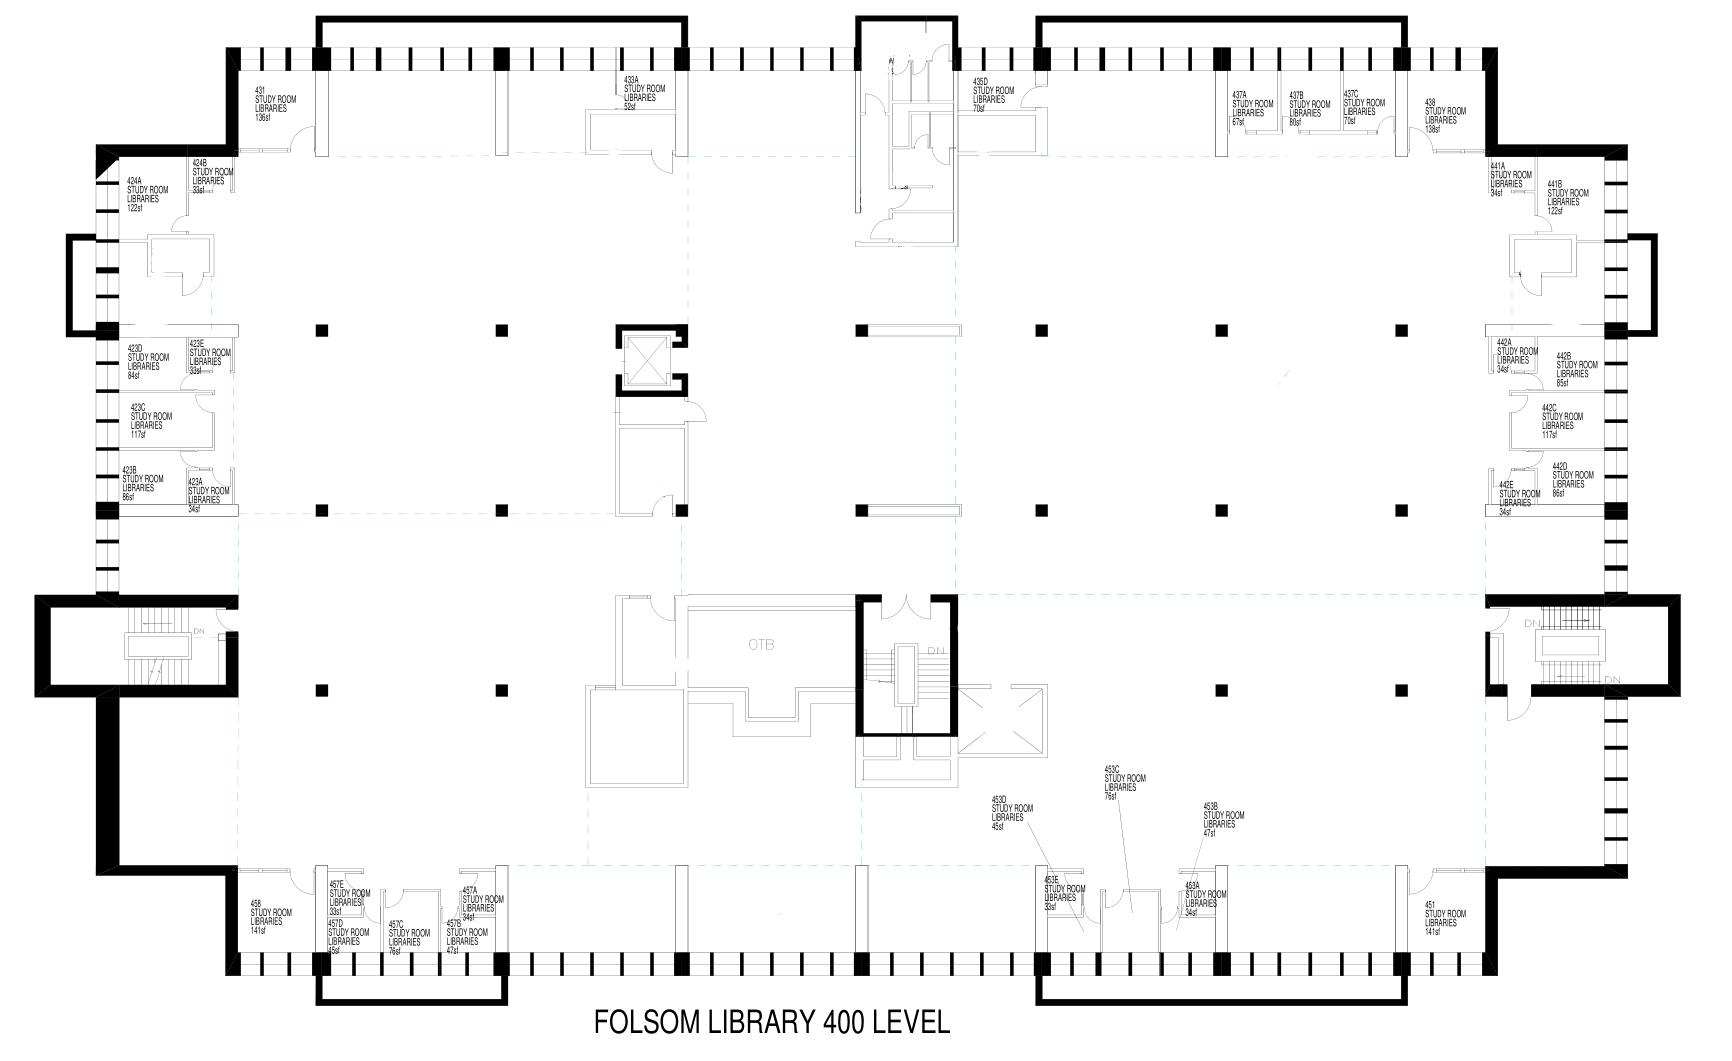 431
STUDY ROOM
LIBRARIES
136sf
433A
STUDY ROOM
LIBRARIES
52sf
435D
STUDY ROOM
LIBRARIES
70sf
437A
STUDY ROOM
LIBRARIES
67sf
437B
STUDY ROOM
LIBRARIES
80sf
437C
STUDY ROOM
LIBRARIES
70sf
438
STUDY ROOM
LIBRARIES
138sf
424A
STUDY ROOM
LIBRARIES
122sf
424B
STUDY ROOM
LIBRARIES
33sf
441A
STUDY ROOM
LIBRARIES
34sf
441B
STUDY ROOM
LIBRARIES
122sf
423D
STUDY ROOM
LIBRARIES
84sf
423E
STUDY ROOM
LIBRARIES
33sf
442A
STUDY ROOM
LIBRARIES
34sf
442B
STUDY ROOM
LIBRARIES
85sf
423C
STUDY ROOM
LIBRARIES
117sf
442C
STUDY ROOM
LIBRARIES
117sf
423B
STUDY ROOM
LIBRARIES
86sf
423A
STUDY ROOM
LIBRARIES
34sf
442D
STUDY ROOM
LIBRARIES
86sf
442E
STUDY ROOM
LIBRARIES
34sf
DN
OTB
DN
DN
DN
453D
STUDY ROOM
LIBRARIES
45sf
453C
STUDY ROOM
LIBRARIES
76sf
453B
STUDY ROOM
LIBRARIES
47sf
458
STUDY ROOM
LIBRARIES
141sf
457E
STUDY ROOM
LIBRARIES
33sf
457D
STUDY ROOM
LIBRARIES
45sf
457C
STUDY ROOM
LIBRARIES
76sf
457A
STUDY ROOM
LIBRARIES
34sf
457B
STUDY ROOM
LIBRARIES
47sf
453E
STUDY ROOM
LIBRARIES
33sf
453A
STUDY ROOM
LIBRARIES
34sf
451
STUDY ROOM
LIBRARIES
141sf
FOLSOM LIBRARY 400 LEVEL